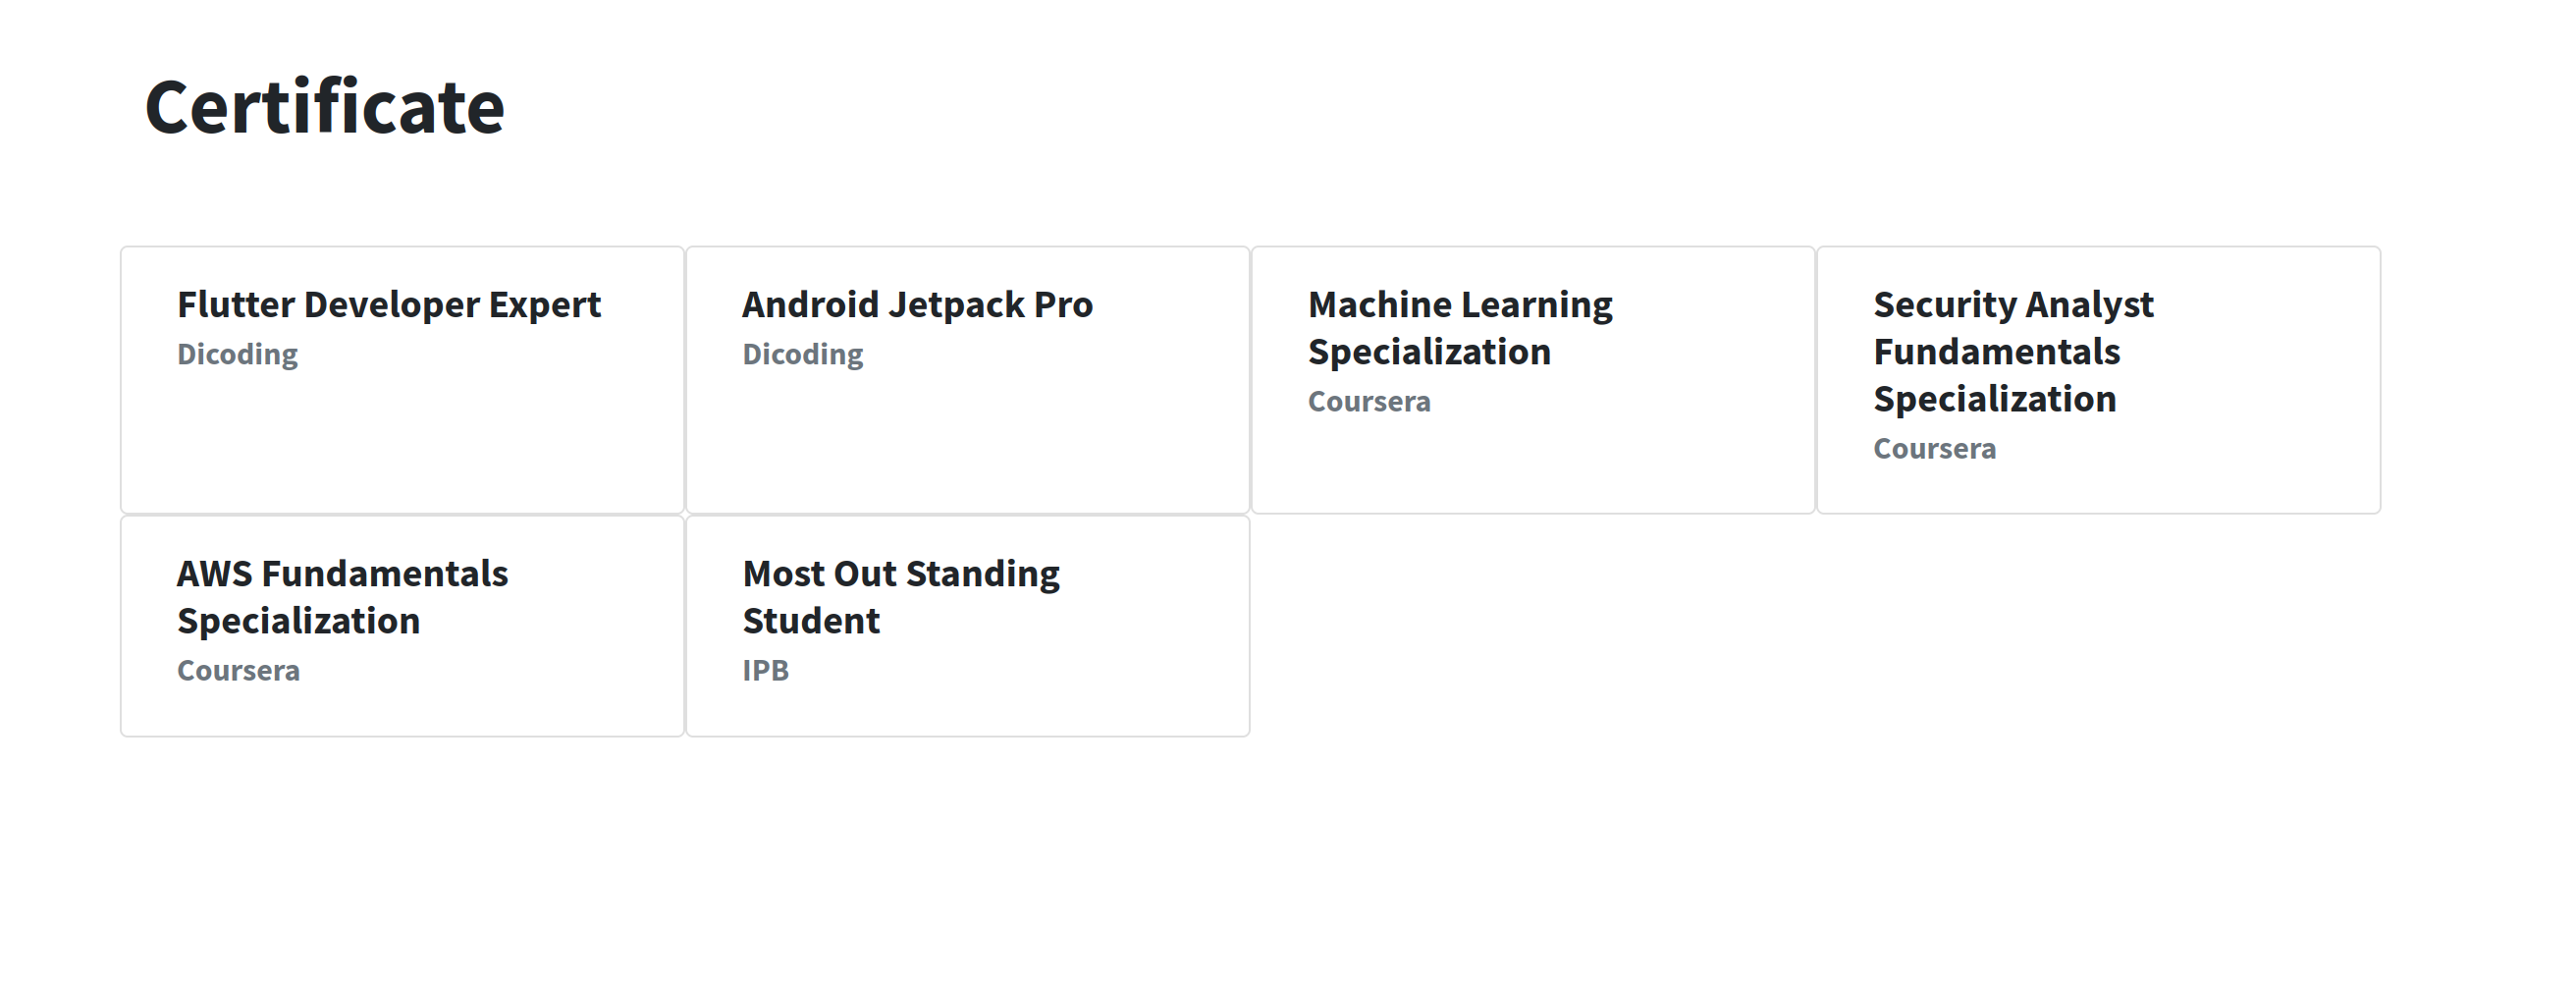 Certificate
Flutter Developer Expert
Dicoding
Android Jetpack Pro
Dicoding
Machine Learning
Specialization
Coursera
Security Analyst
Fundamentals
Specialization
Coursera
AWS Fundamentals
Specialization
Coursera
Most Out Standing
Student
IPB